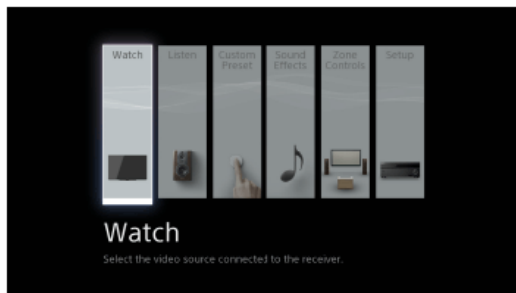 Watch
Listen
Custom
Preset
Sound
Effects
Zone
Controls
Setup
Watch
Select the video source connected to the receiver.